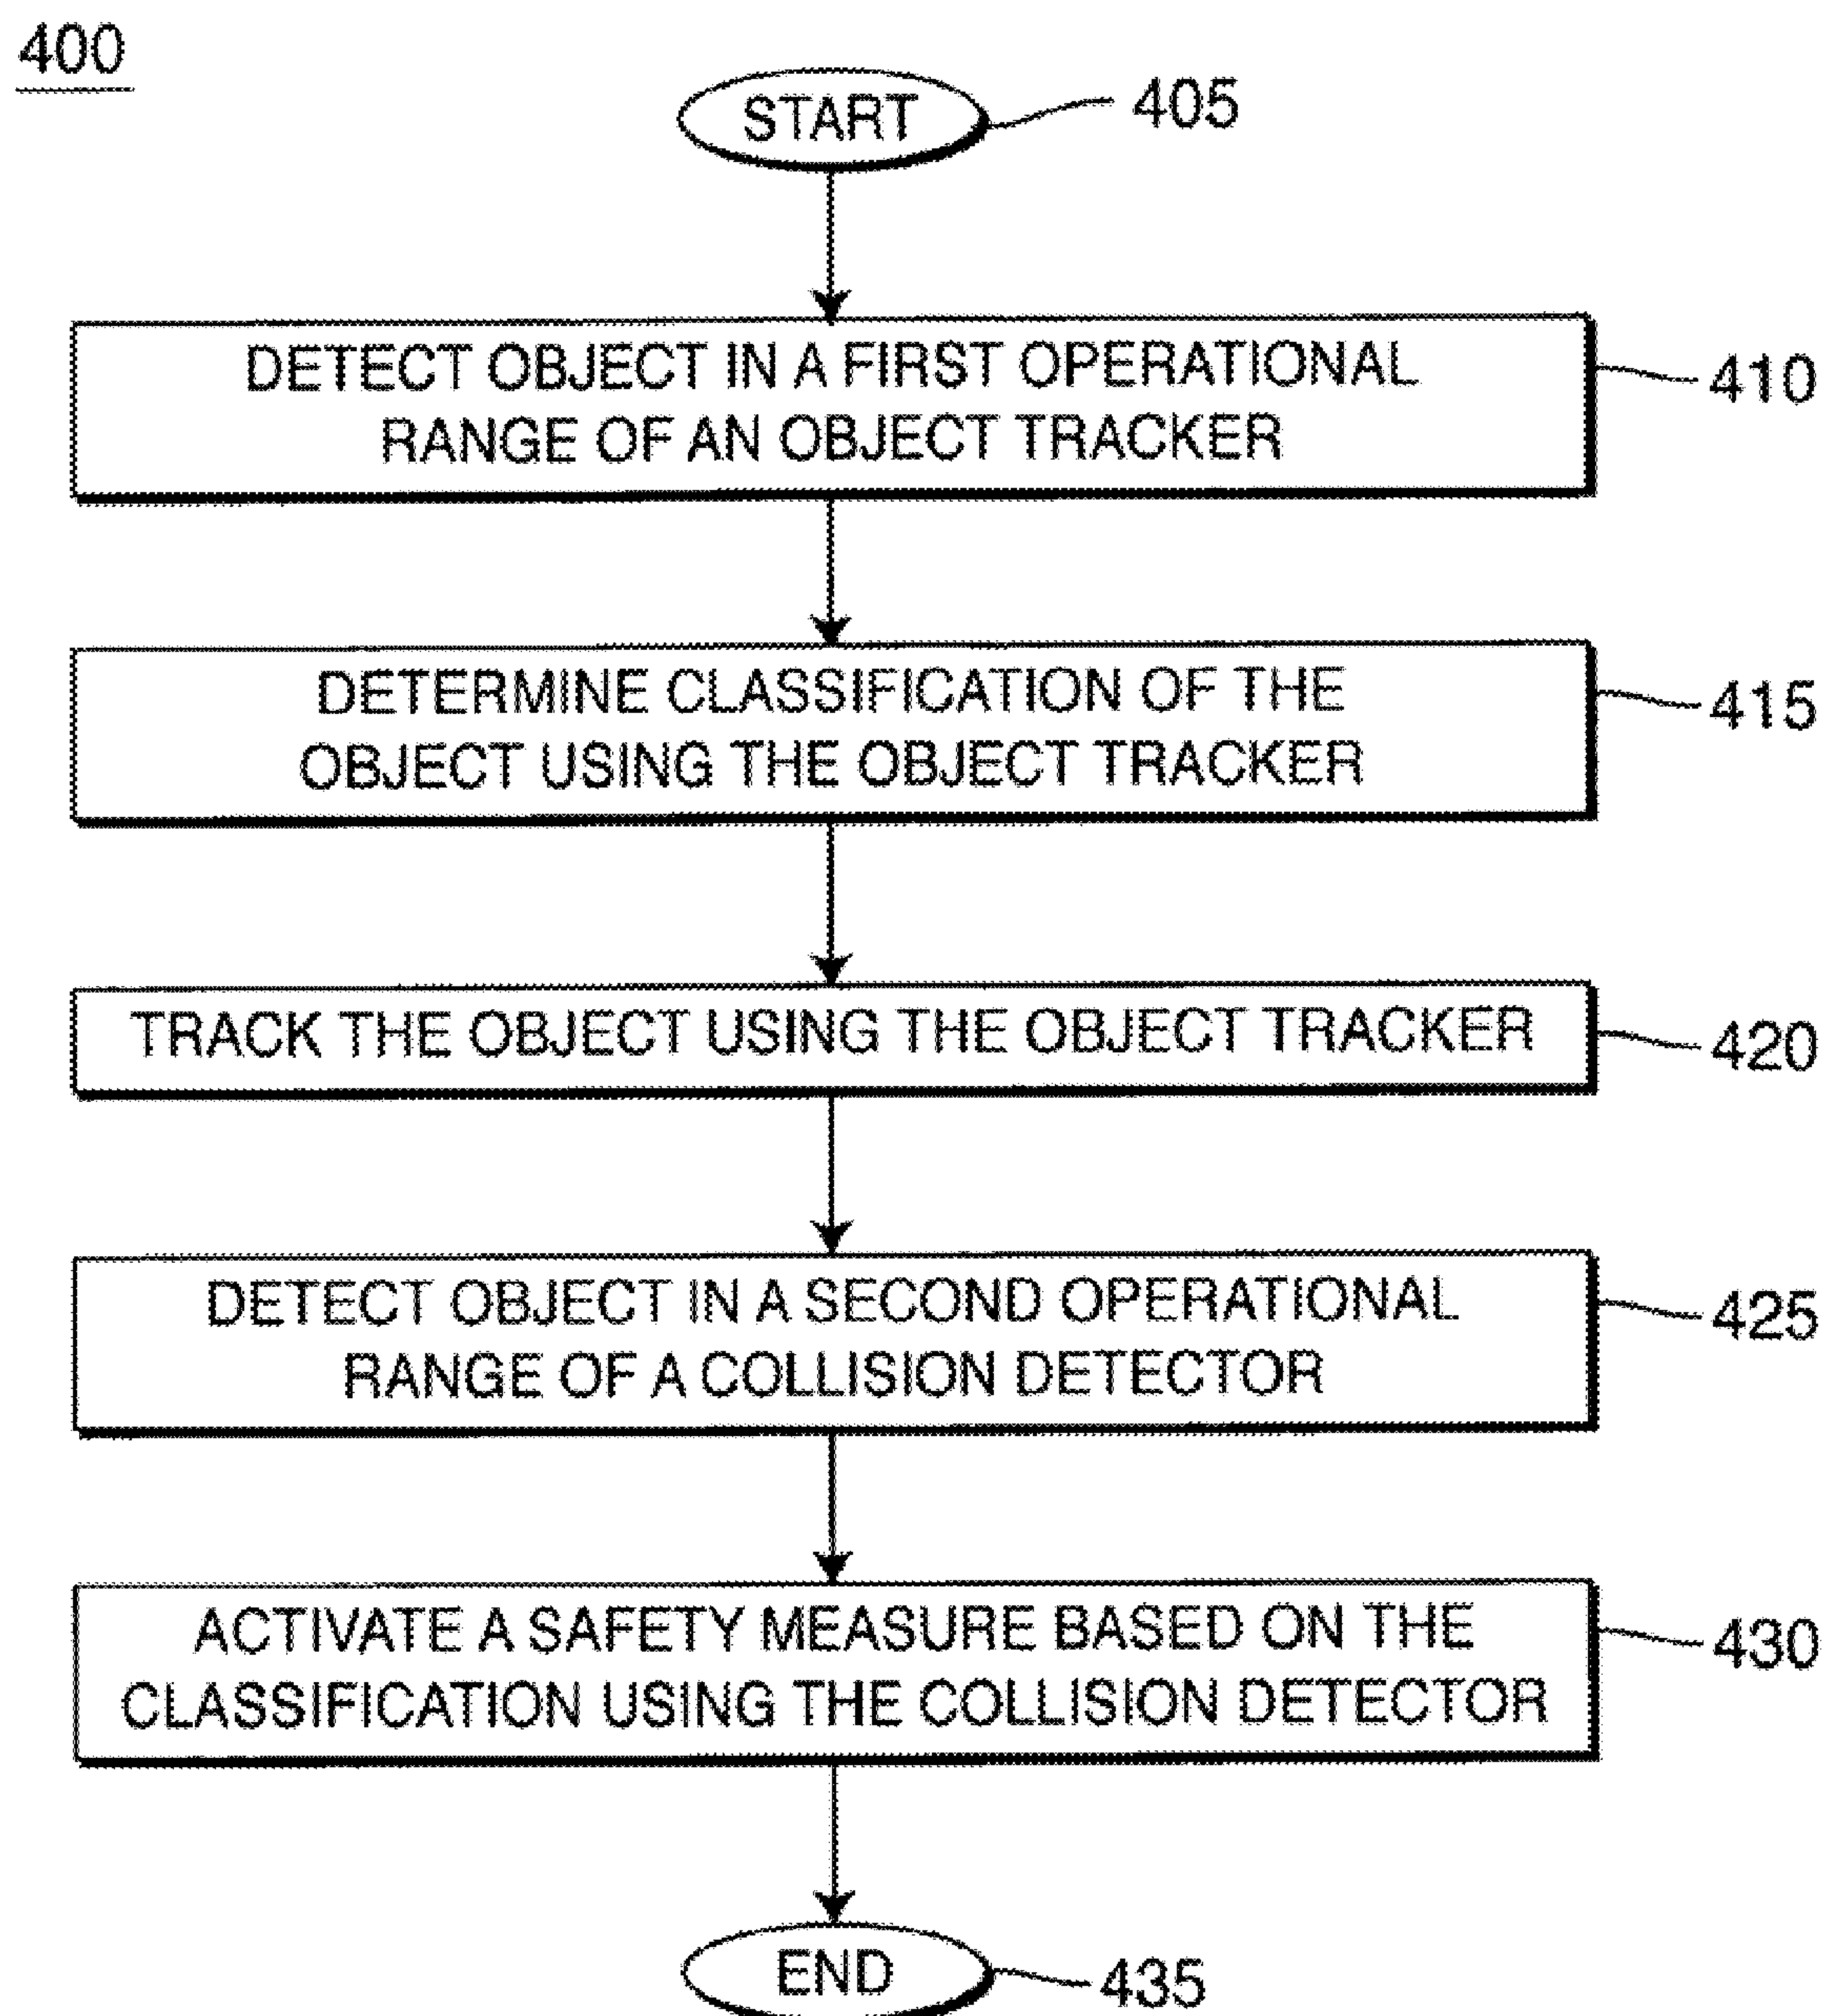 400
START
405
DETECT OBJECT IN A FIRST OPERATIONAL
RANGE OF AN OBJECT TRACKER
410
DETERMINE CLASSIFICATION OF THE
OBJECT USING THE OBJECT TRACKER
415
TRACK THE OBJECT USING THE OBJECT TRACKER
420
DETECT OBJECT IN A SECOND OPERATIONAL
RANGE OF A COLLISION DETECTOR
425
ACTIVATE A SAFETY MEASURE BASED ON THE
CLASSIFICATION USING THE COLLISION DETECTOR
430
END
435